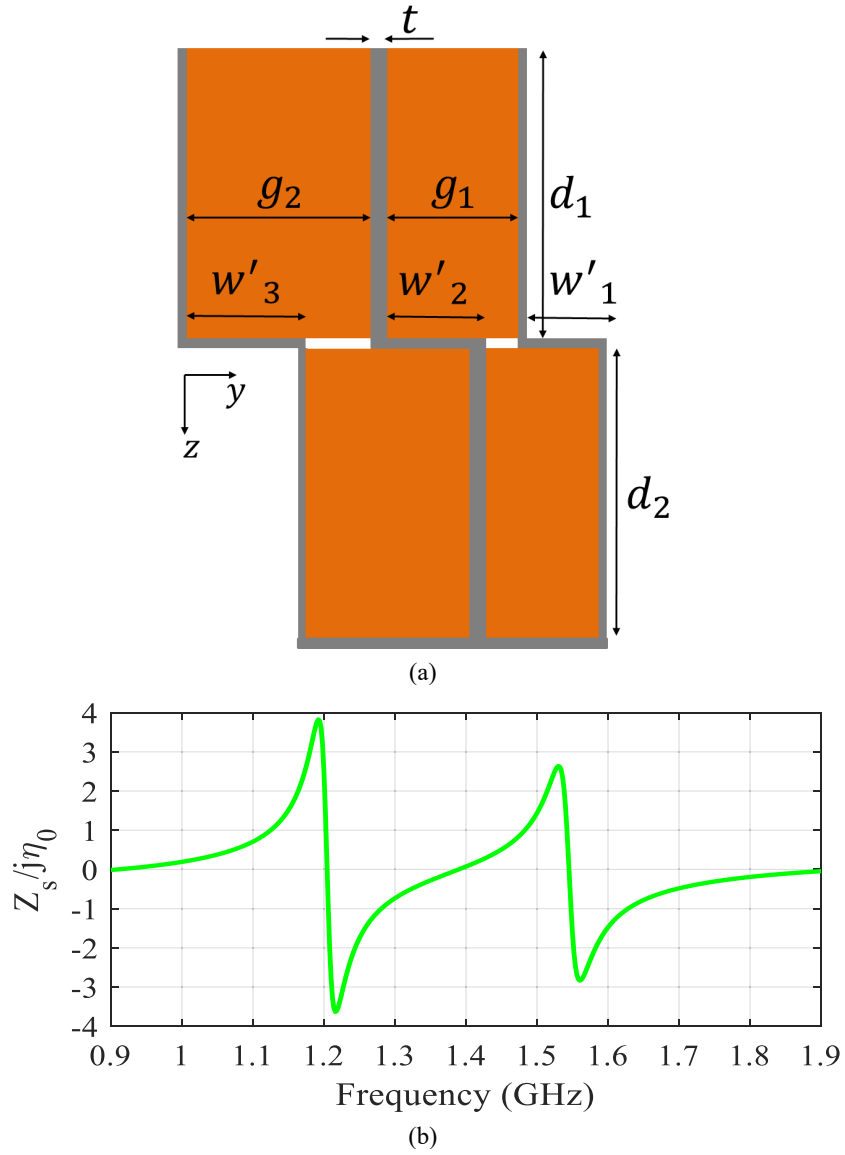 t
g₂ g₁ d₁
w'₃ w'₂ w'₁
y
z
d₂
(a)
4
3
2
1
0
-1
-2
-3
-4
Z_s/jη₀
0.9 1 1.1 1.2 1.3 1.4 1.5 1.6 1.7 1.8 1.9
Frequency (GHz)
(b)